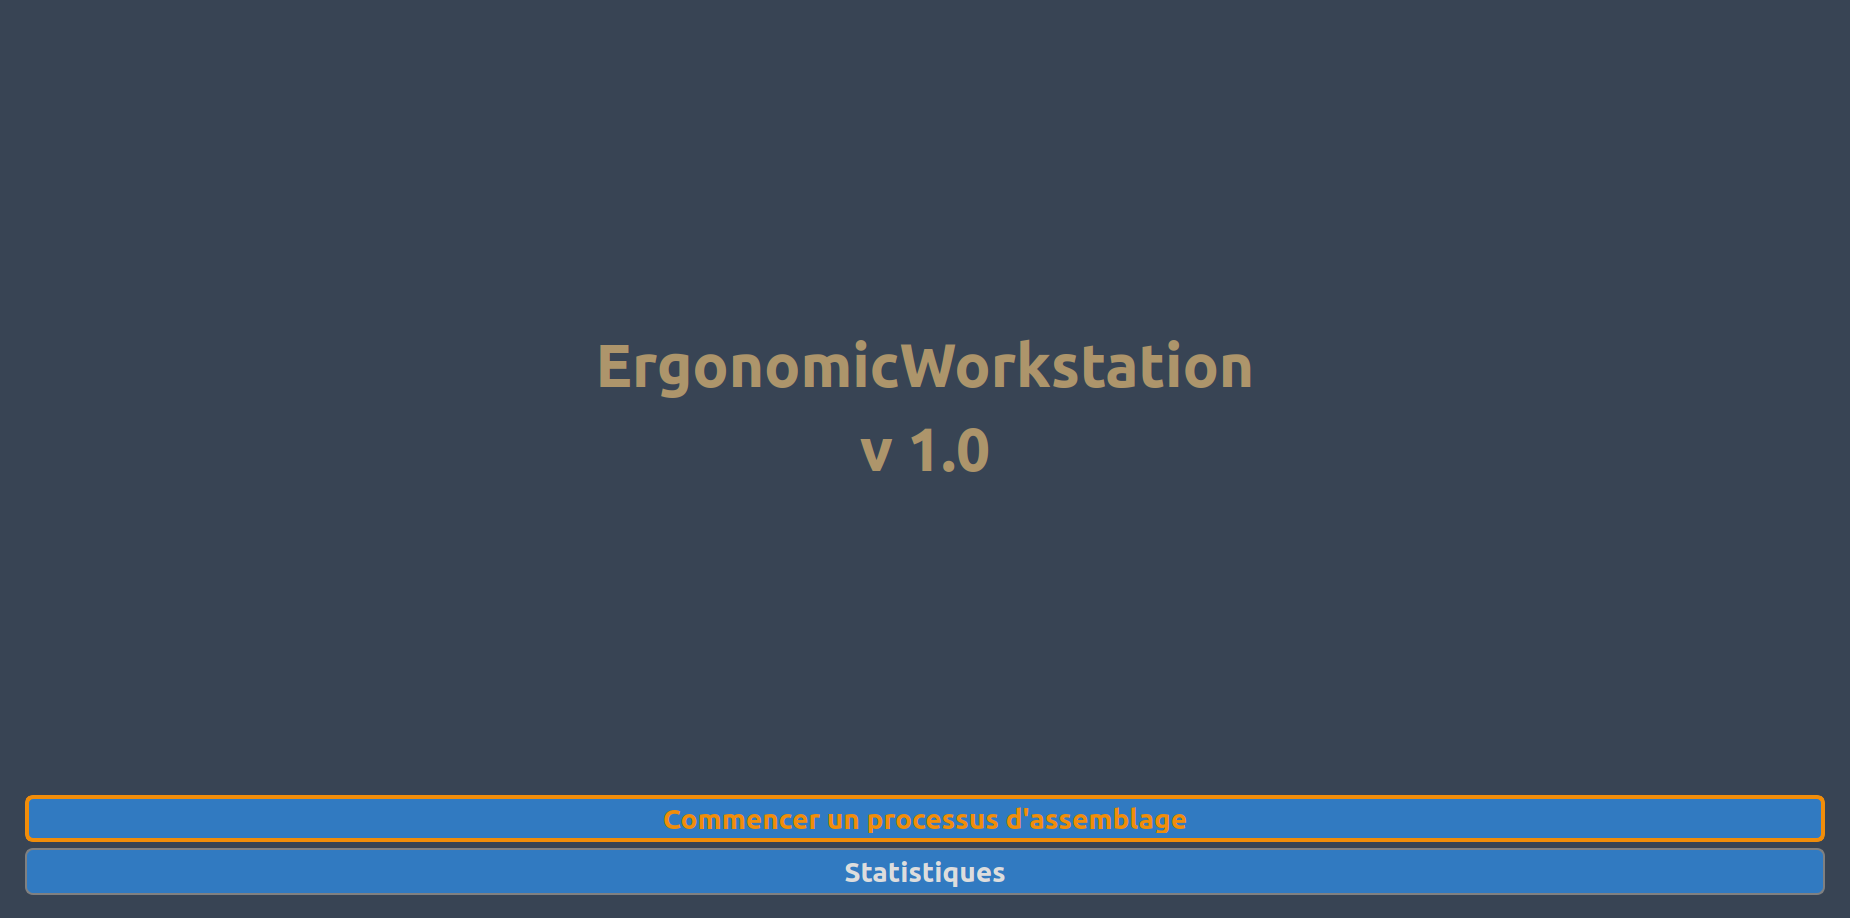 ErgonomicWorkstation
v 1.0
Commencer un processus d'assemblage
Statistiques